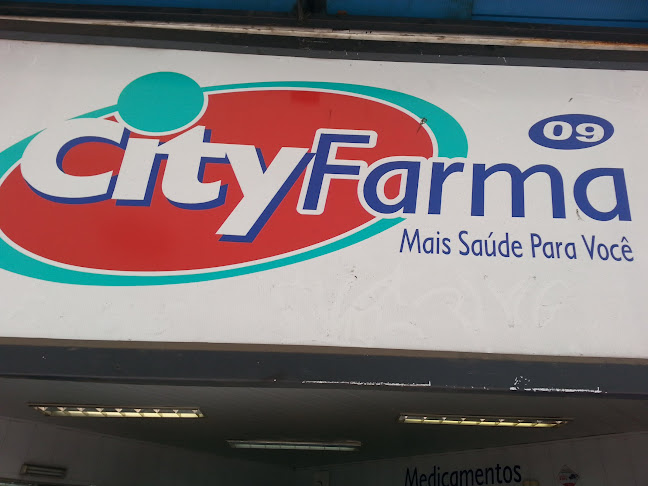 CityFarma
09
Mais Saúde Para Você
Medicamentos